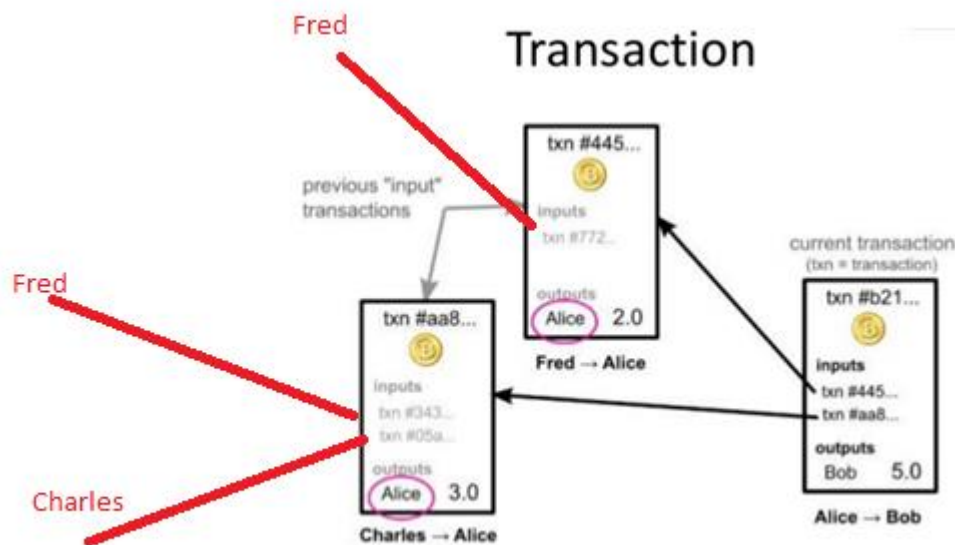 Fred
Transaction
txn #445...
previous "input"
transactions
inputs
txn #772...
outputs
Alice 2.0
Fred → Alice
current transaction
(txn = transaction)
txn #b21...
inputs
txn #445...
txn #aa8...
outputs
Bob 5.0
Alice → Bob
Fred
txn #aa8...
inputs
txn #343...
txn #05a...
outputs
Alice 3.0
Charles → Alice
Charles